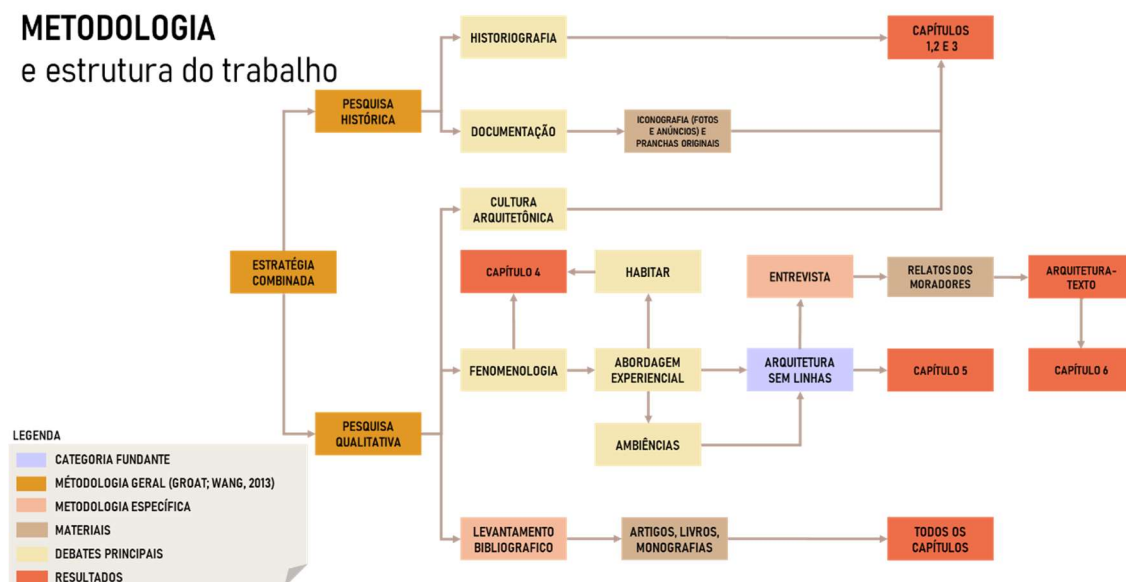 METODOLOGIA
e estrutura do trabalho
HISTORIOGRAFIA
CAPÍTULOS
1,2 E 3
PESQUISA
HISTÓRICA
DOCUMENTAÇÃO
ICONOGRAFIA (FOTOS
E ANÚNCIOS) E
PRANCHAS ORIGINAIS
CULTURA
ARQUITETÔNICA
ESTRATÉGIA
COMBINADA
CAPÍTULO 4
HABITAR
ENTREVISTA
RELATOS DOS
MORADORES
ARQUITETURA-
TEXTO
FENOMENOLOGIA
ABORDAGEM
EXPERIENCIAL
ARQUITETURA
SEM LINHAS
CAPÍTULO 5
CAPÍTULO 6
PESQUISA
QUALITATIVA
AMBIÊNCIAS
LEVANTAMENTO
BIBLIOGRAFICO
ARTIGOS, LIVROS,
MONOGRAFIAS
TODOS OS
CAPÍTULOS
LEGENDA
CATEGORIA FUNDANTE
MÉTODOLOGIA GERAL (GROAT; WANG, 2013)
METODOLOGIA ESPECÍFICA
MATERIAIS
DEBATES PRINCIPAIS
RESULTADOS